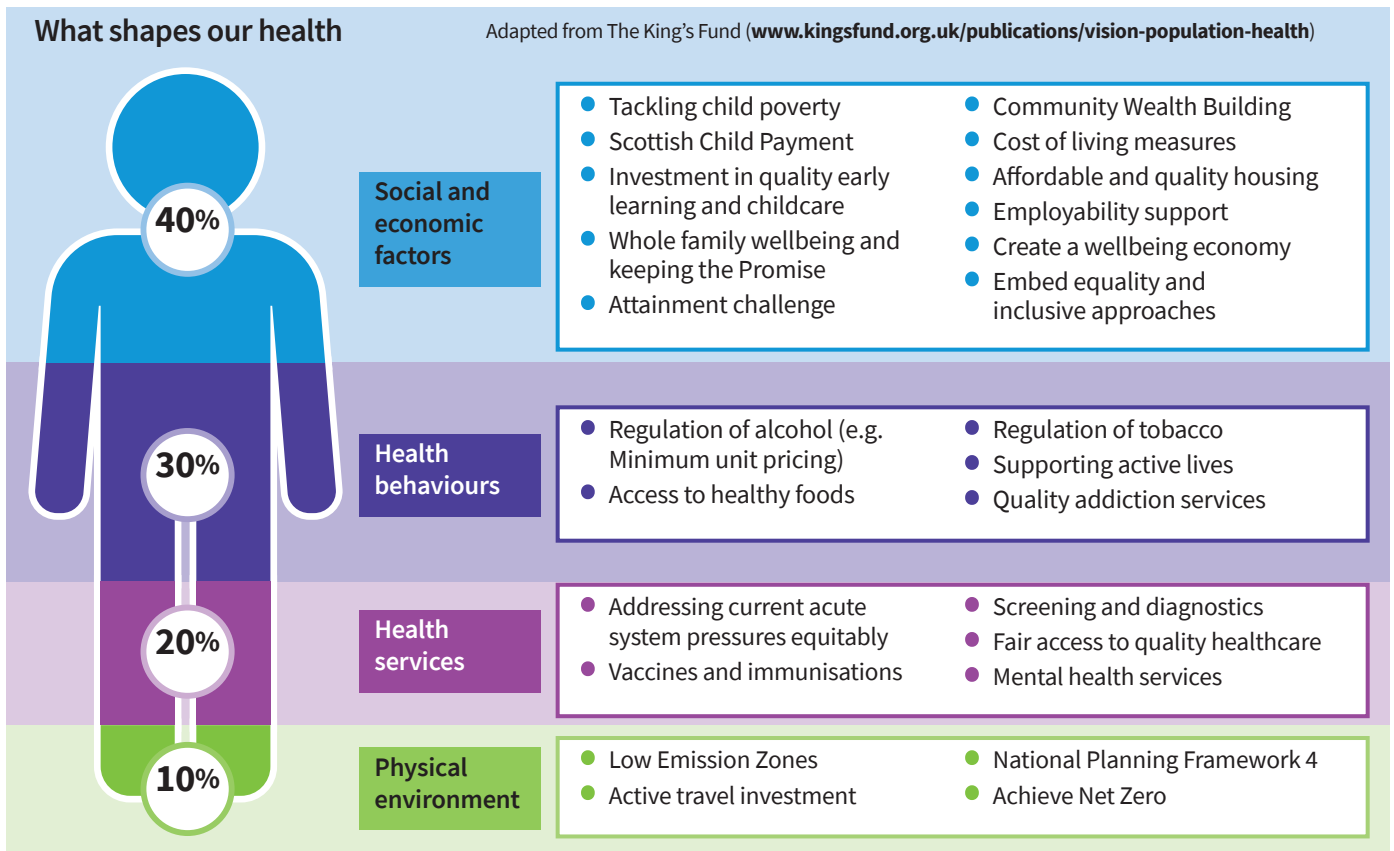 What shapes our health
Adapted from The King's Fund (www.kingsfund.org.uk/publications/vision-population-health)
40%
Social and
economic
factors
● Tackling child poverty
● Scottish Child Payment
● Investment in quality early
learning and childcare
● Whole family wellbeing and
keeping the Promise
● Attainment challenge
● Community Wealth Building
● Cost of living measures
● Affordable and quality housing
● Employability support
● Create a wellbeing economy
● Embed equality and
inclusive approaches
30%
Health
behaviours
● Regulation of alcohol (e.g.
Minimum unit pricing)
● Access to healthy foods
● Regulation of tobacco
● Supporting active lives
● Quality addiction services
20%
Health
services
● Addressing current acute
system pressures equitably
● Vaccines and immunisations
● Screening and diagnostics
● Fair access to quality healthcare
● Mental health services
10%
Physical
environment
● Low Emission Zones
● Active travel investment
● National Planning Framework 4
● Achieve Net Zero